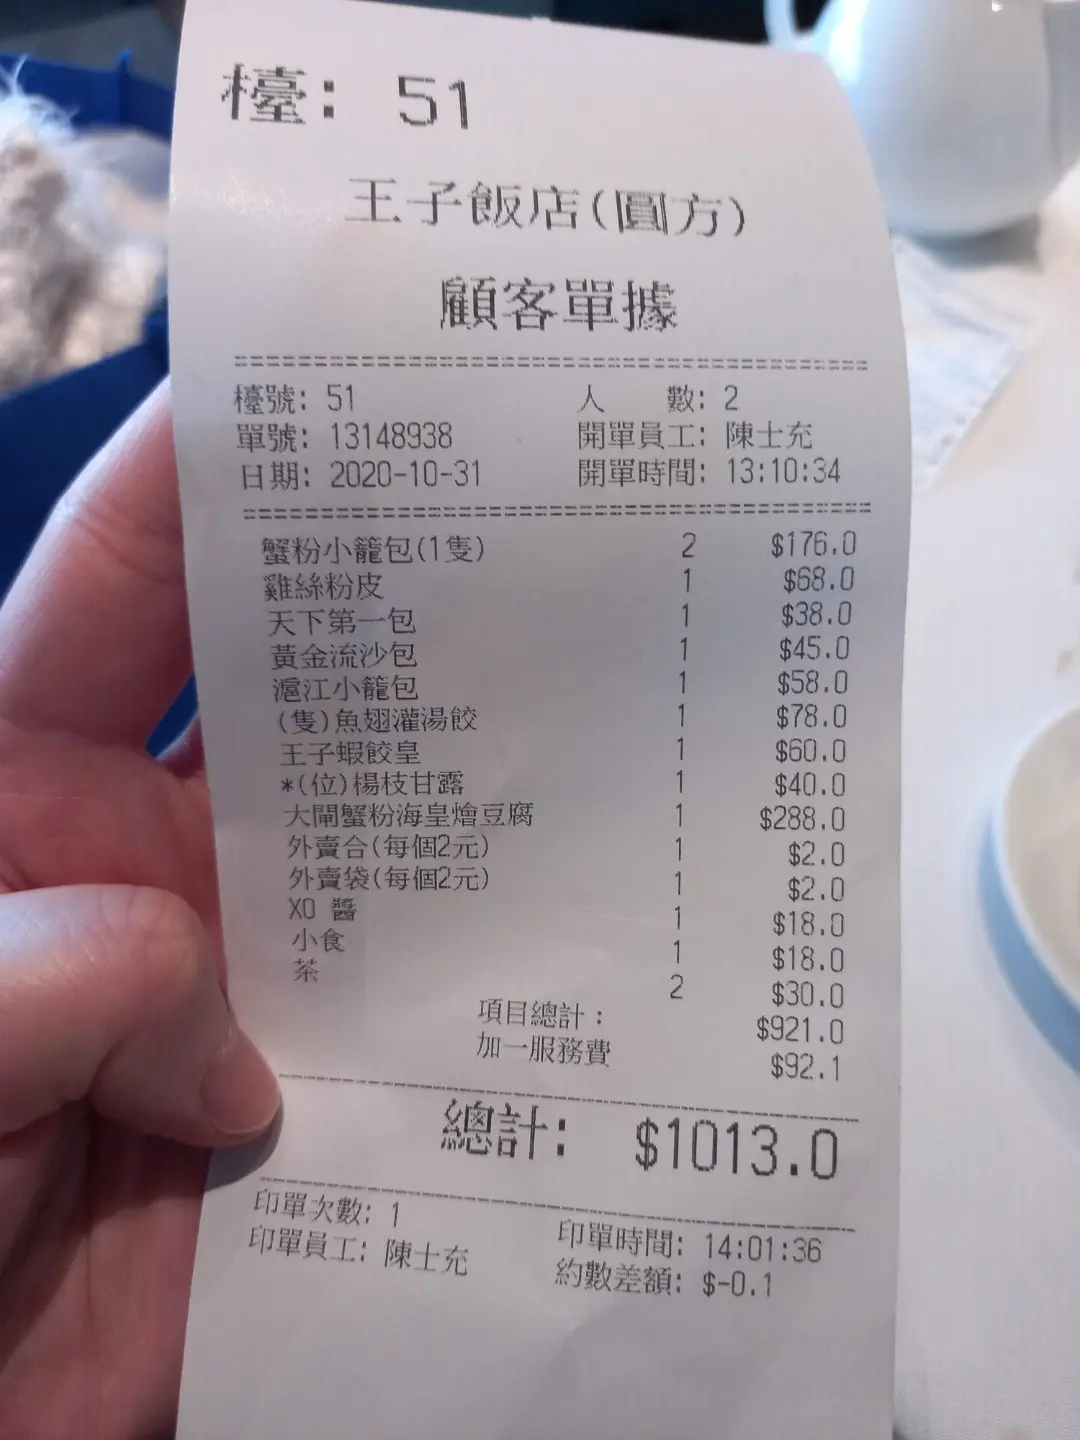 檯: 51
王子飯店(圓方)
顧客單據
檯號: 51 人 數: 2
單號: 13148938 開單員工: 陳士充
日期: 2020-10-31 開單時間: 13:10:34
蟹粉小籠包(1隻) 2 $176.0
雞絲粉皮 1 $68.0
天下第一包 1 $38.0
黃金流沙包 1 $45.0
滬江小籠包 1 $58.0
(隻)魚翅灌湯餃 1 $78.0
王子蝦餃皇 1 $60.0
*(位)楊枝甘露 1 $40.0
大閘蟹粉海皇燴豆腐 1 $288.0
外賣合(每個2元) 1 $2.0
外賣袋(每個2元) 1 $2.0
XO 醬 1 $18.0
小食 1 $18.0
茶 2 $30.0
項目總計: $921.0
加一服務費 $92.1
總計: $1013.0
印單次數: 1 印單時間: 14:01:36
印單員工: 陳士充 約數差額: $-0.1